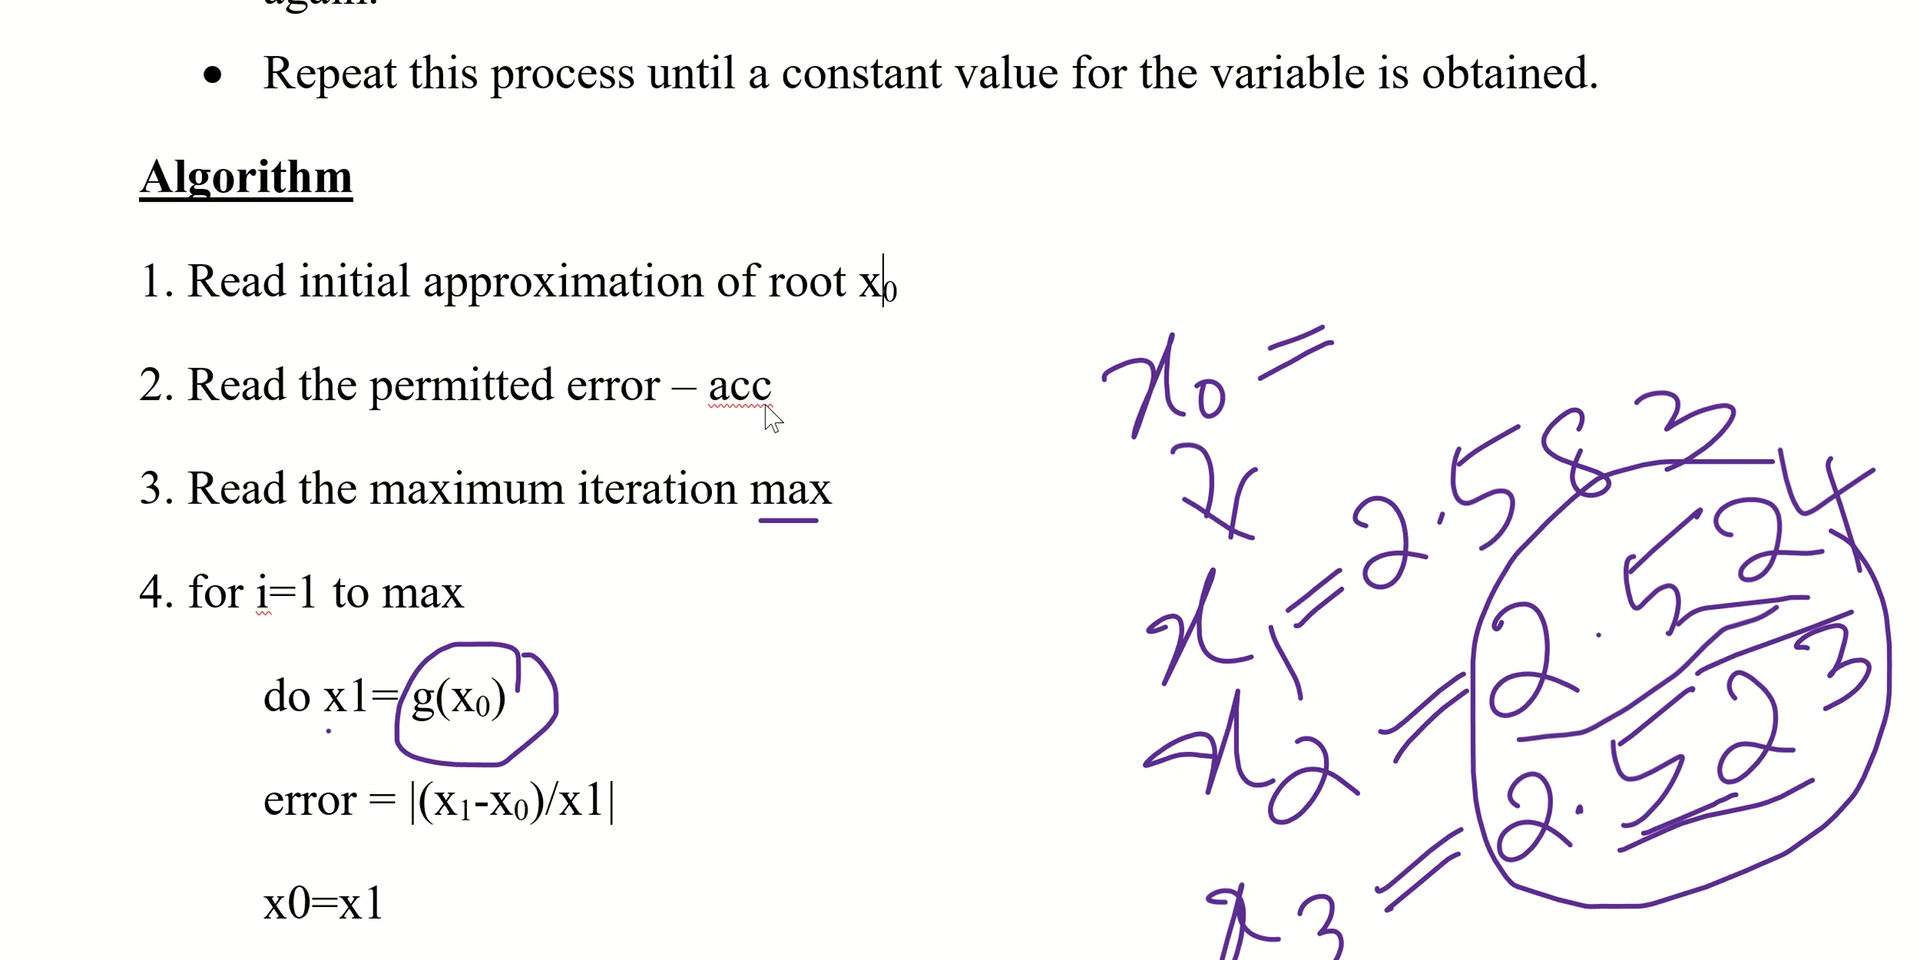 again.
• Repeat this process until a constant value for the variable is obtained.
Algorithm
1. Read initial approximation of root x₀
2. Read the permitted error – acc
3. Read the maximum iteration max
4. for i=1 to max
do x1=g(x₀)
error = |(x₁-x₀)/x1|
x0=x1
x₀ =
x₁ = 2.583
x₂ = 2.524
x₃ = 2.523